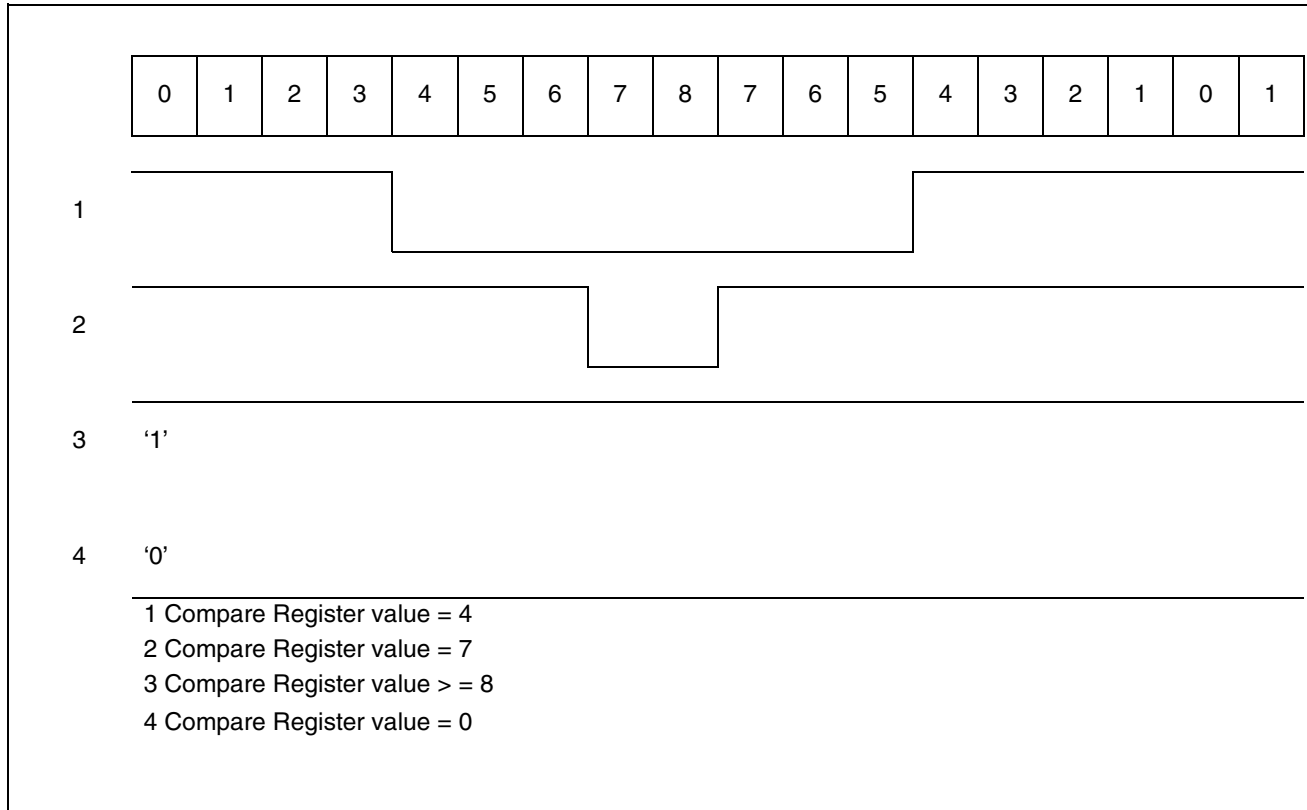 0 1 2 3 4 5 6 7 8 7 6 5 4 3 2 1 0 1
1
2
3 ‘1’
4 ‘0’
1 Compare Register value = 4
2 Compare Register value = 7
3 Compare Register value > = 8
4 Compare Register value = 0